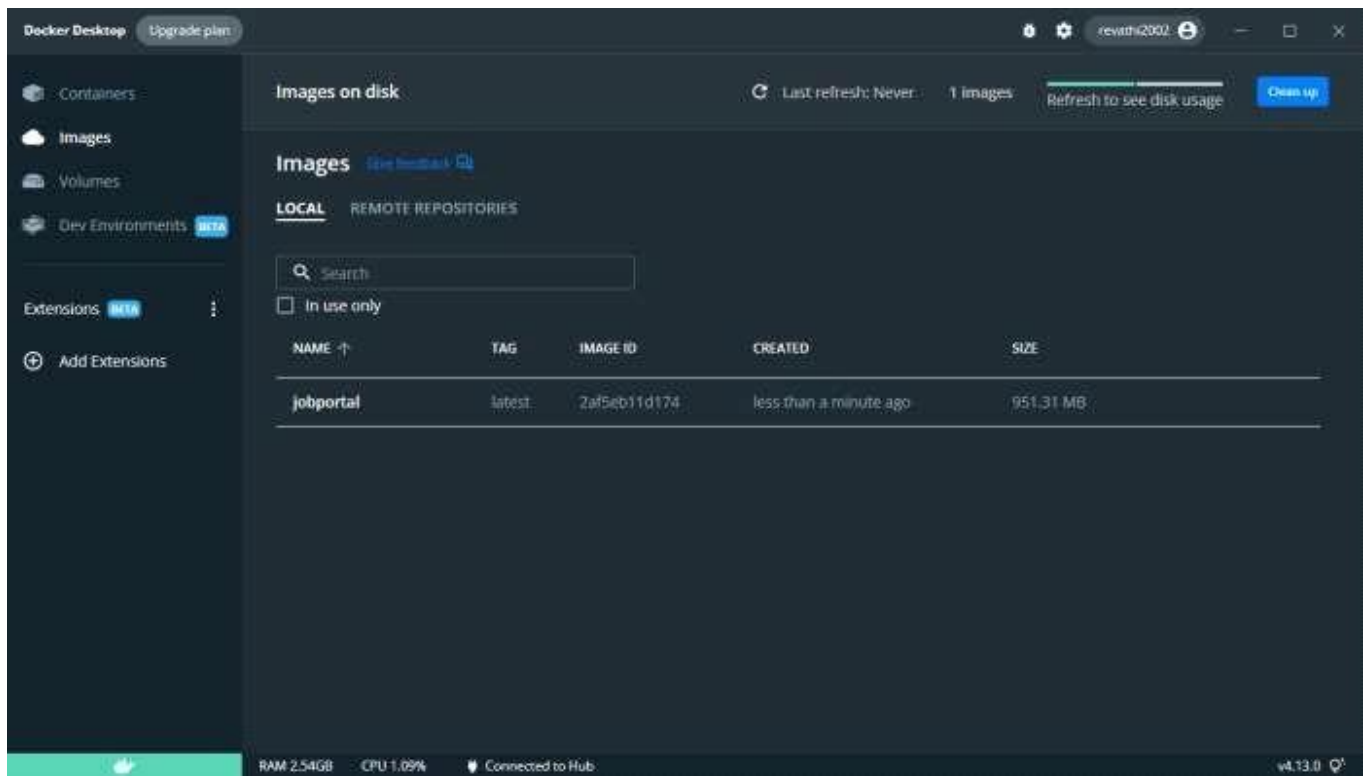 Docker Desktop Upgrade plan revathi2002
Containers
Images
Volumes
Dev Environments BETA
Extensions BETA
Add Extensions
Images on disk Last refresh: Never 1 images Refresh to see disk usage Clean up
Images Give feedback
LOCAL REMOTE REPOSITORIES
Search
In use only
NAME ↑ TAG IMAGE ID CREATED SIZE
jobportal latest 2af5eb11d174 less than a minute ago 951.31 MB
RAM 2.54GB CPU 1.09% Connected to Hub v4.13.0